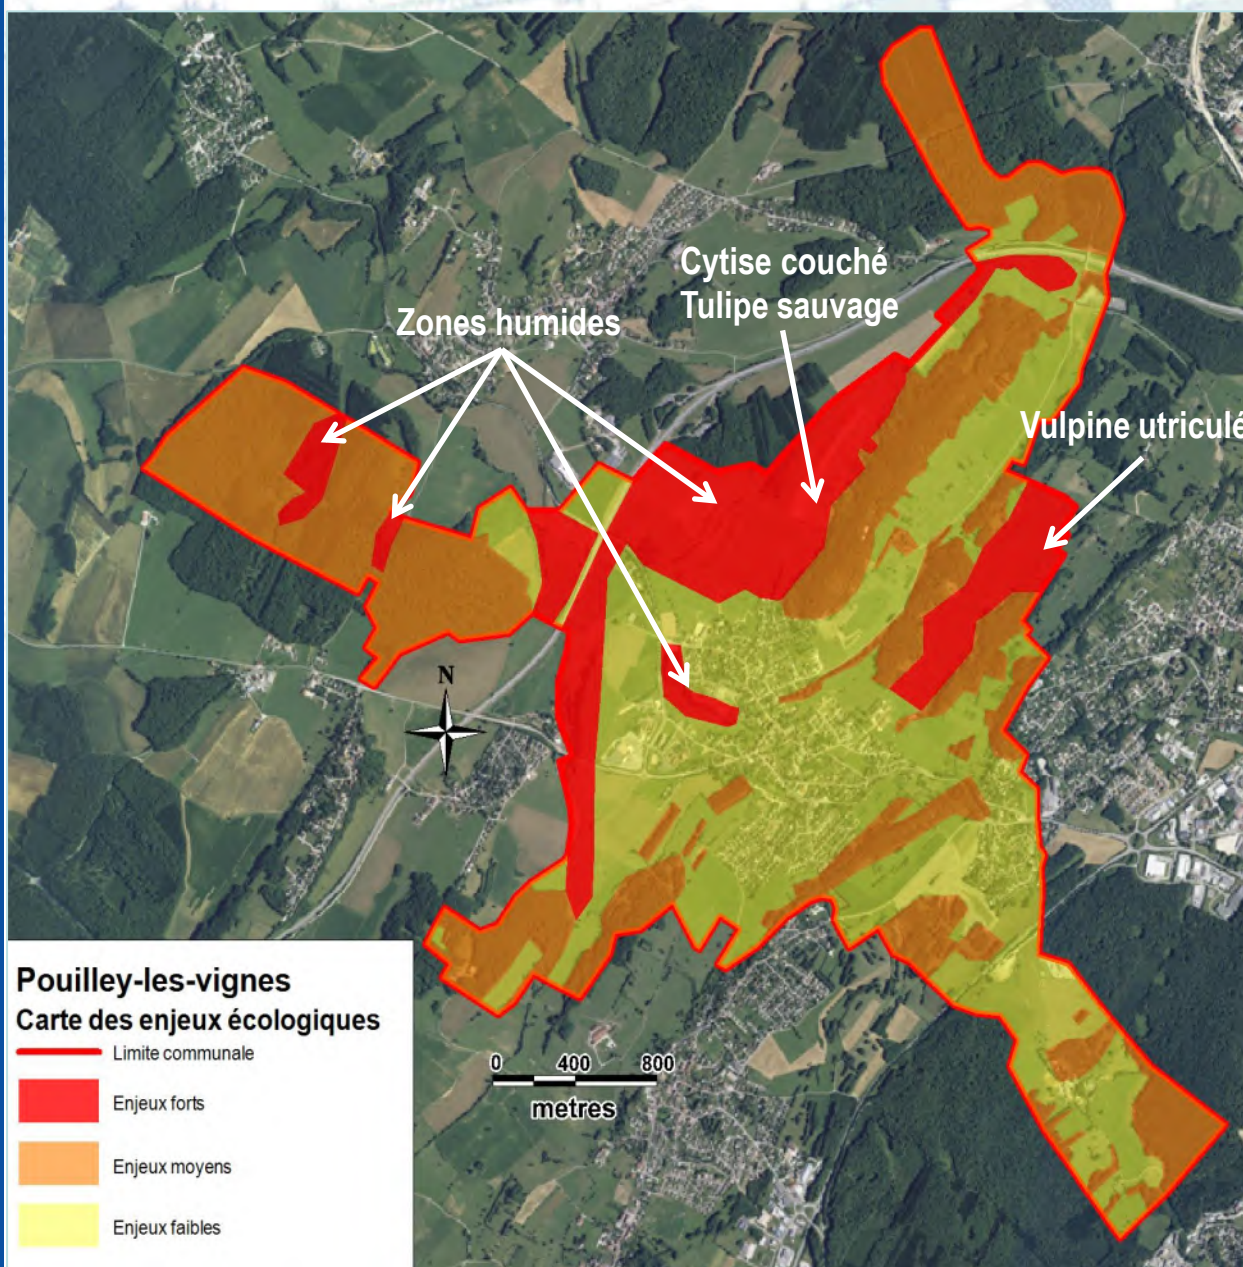 Cytise couché
Tulipe sauvage
Zones humides
Vulpine utriculé
N
Pouilley-les-vignes
Carte des enjeux écologiques
Limite communale
Enjeux forts
Enjeux moyens
Enjeux faibles
0 400 800
metres